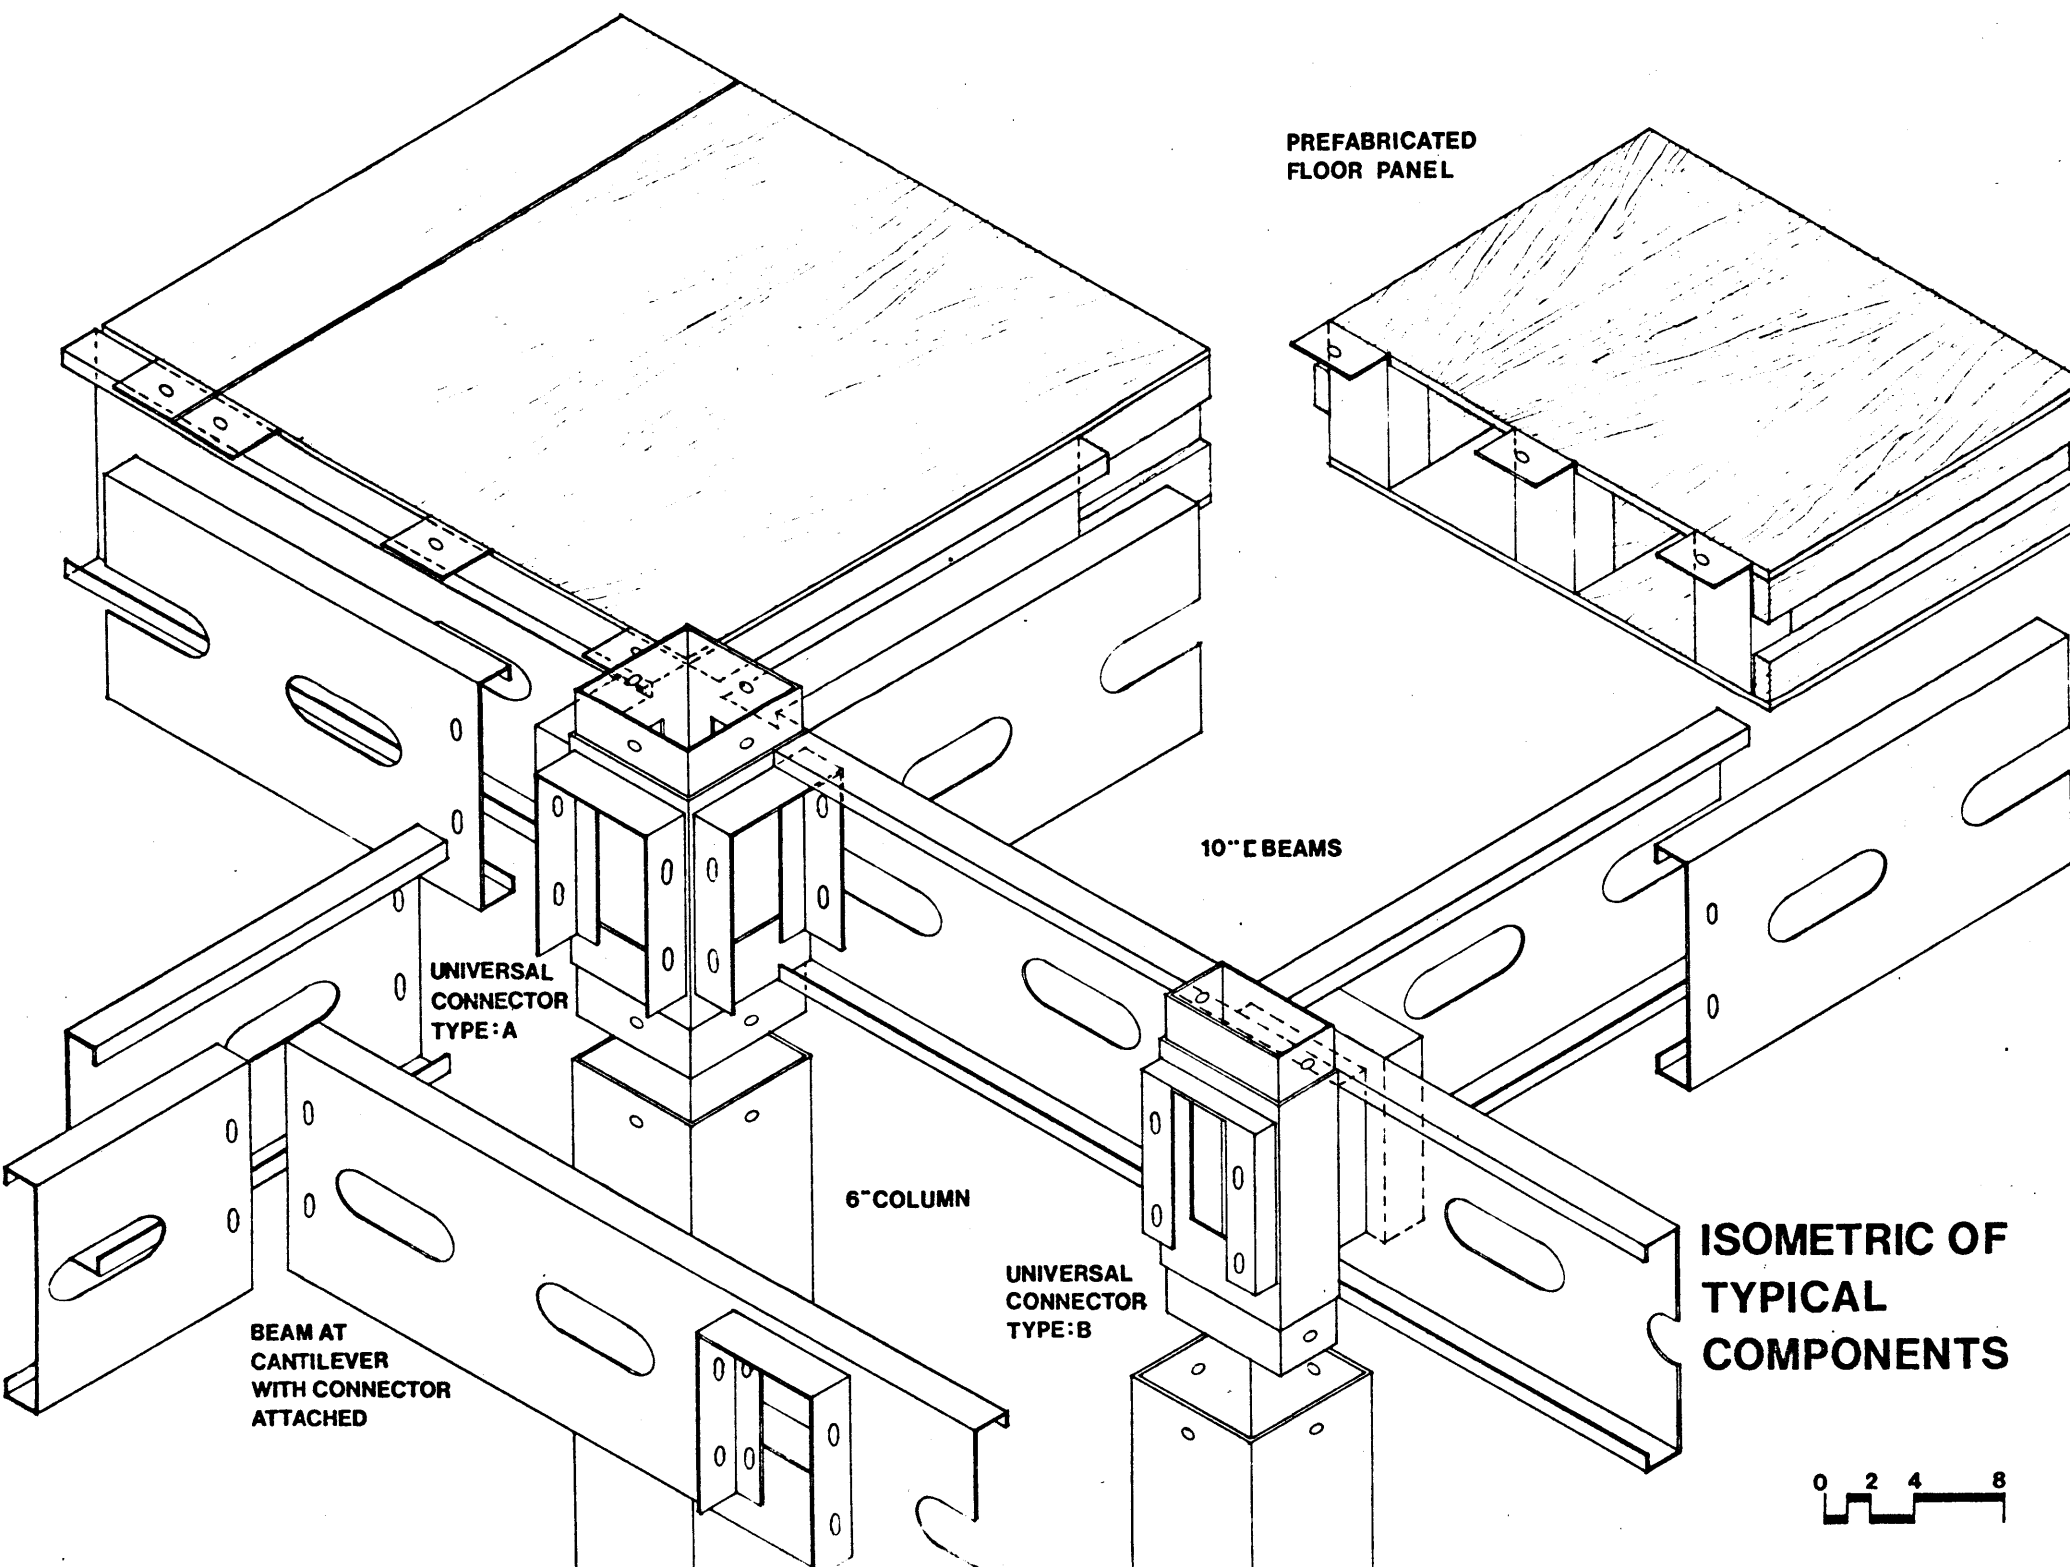 PREFABRICATED
FLOOR PANEL
10" [ BEAMS
UNIVERSAL
CONNECTOR
TYPE:A
6"COLUMN
UNIVERSAL
CONNECTOR
TYPE:B
BEAM AT
CANTILEVER
WITH CONNECTOR
ATTACHED
ISOMETRIC OF
TYPICAL
COMPONENTS
0 2 4 8